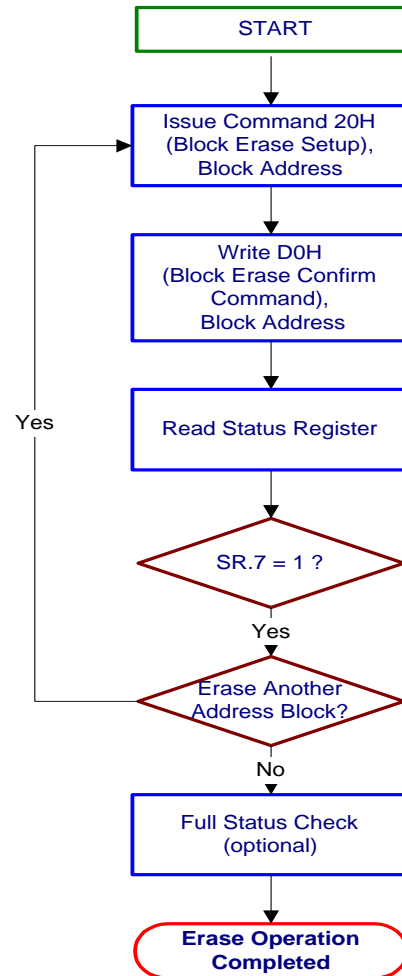 START
Issue Command 20H
(Block Erase Setup),
Block Address
Write D0H
(Block Erase Confirm
Command),
Block Address
Yes
Read Status Register
SR.7 = 1 ?
Yes
Erase Another
Address Block?
No
Full Status Check
(optional)
Erase Operation
Completed